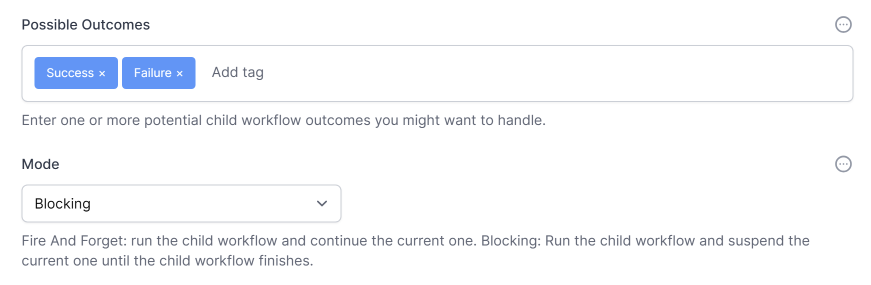 Possible Outcomes
Success × Failure × Add tag
Enter one or more potential child workflow outcomes you might want to handle.
Mode
Blocking
Fire And Forget: run the child workflow and continue the current one. Blocking: Run the child workflow and suspend the
current one until the child workflow finishes.